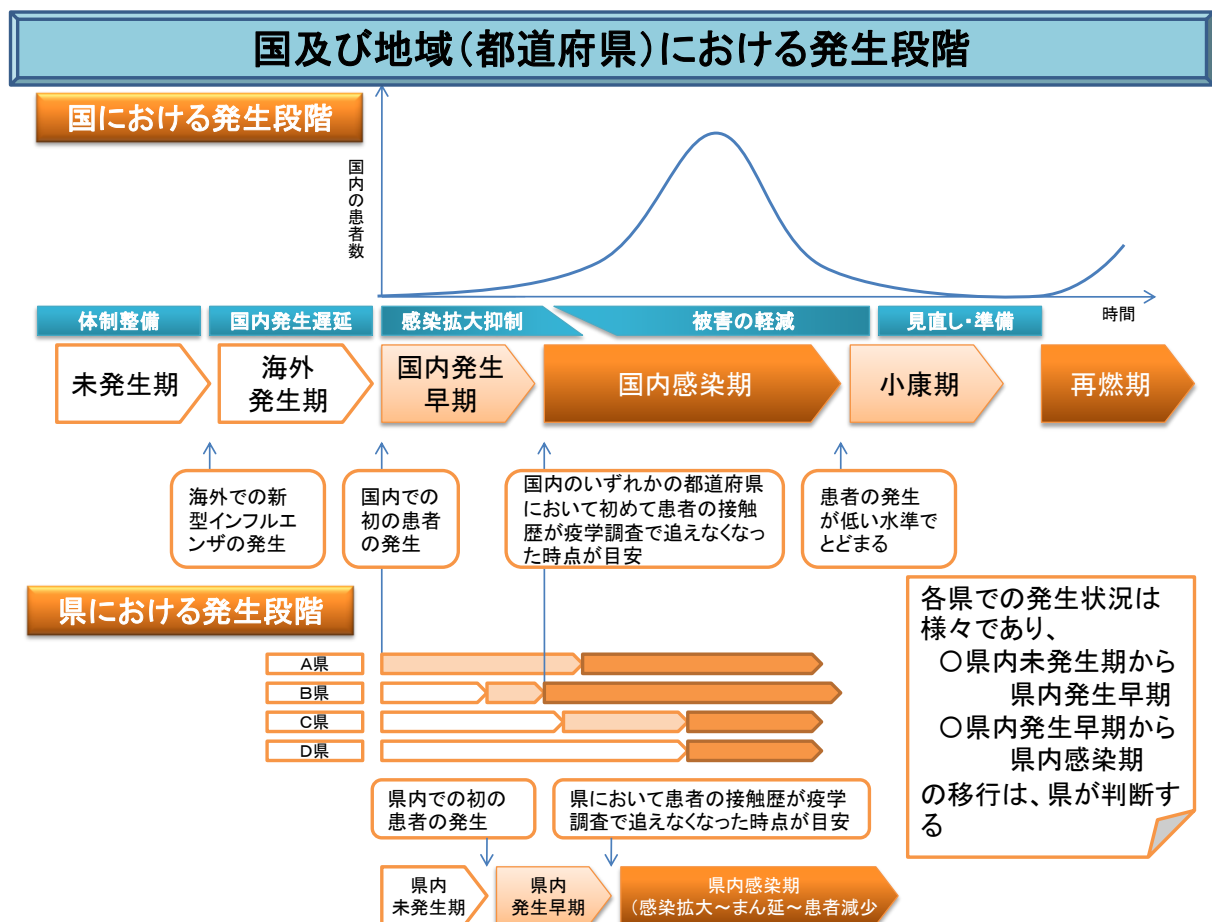 国及び地域(都道府県)における発生段階
国における発生段階
国内の患者数
時間
体制整備
国内発生遅延
感染拡大抑制
被害の軽減
見直し・準備
未発生期
海外
発生期
国内発生
早期
国内感染期
小康期
再燃期
海外での新
型インフルエ
ンザの発生
国内での
初の患者
の発生
国内のいずれかの都道府県
において初めて患者の接触
歴が疫学調査で追えなくなっ
た時点が目安
患者の発生
が低い水準で
とどまる
県における発生段階
A県
B県
C県
D県
各県での発生状況は
様々であり、
○県内未発生期から
県内発生早期
○県内発生早期から
県内感染期
の移行は、県が判断す
る
県内での初の
患者の発生
県において患者の接触歴が疫学
調査で追えなくなった時点が目安
県内
未発生期
県内
発生早期
県内感染期
(感染拡大~まん延~患者減少